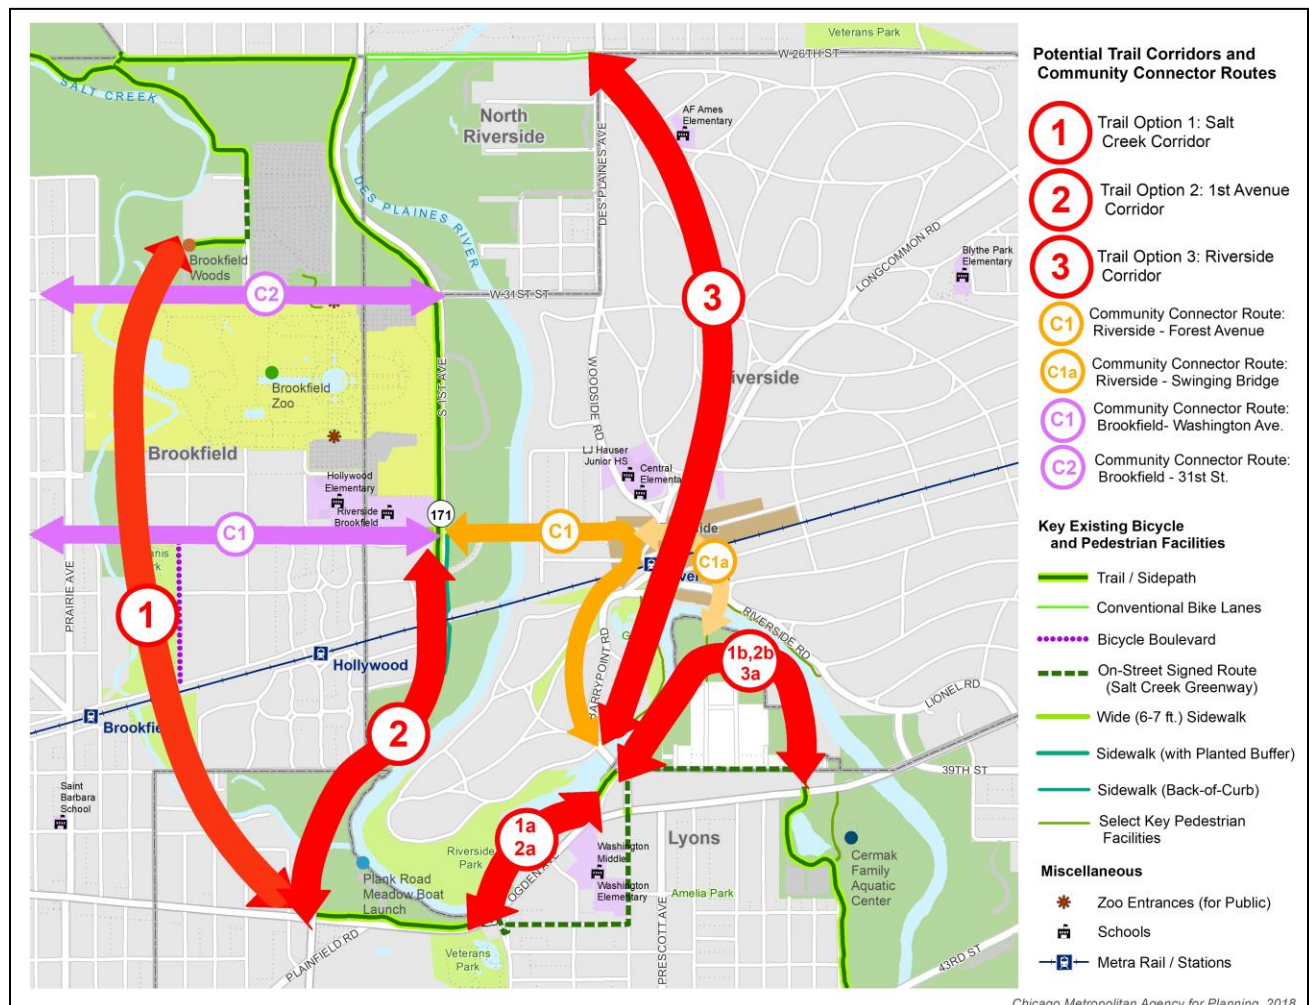 Veterans Park
W 26TH ST
SALT CREEK
North
Riverside
AF Ames
Elementary
DES PLAINES AVE
DES PLAINES RIVER
LONGCOMMON RD
Blythe Park
Elementary
Brookfield
Woods
C2
W 31ST ST
3
S 1ST AVE
WOODSIDE RD
Brookfield
Zoo
Brookfield
LJ Hauser
Junior HS
Central
Hollywood
Elementary
Riverside
Brookfield
171
C1
C1
C1a
PRAIRIE AVE
1
Hollywood
RIVERSIDE RD
1b,2b
3a
LIONEL RD
2
39TH ST
Saint
Barbara
School
1a
2a
Riverside
Park
OGDEN AVE
Washington
Middle
Washington
Elementary
Lyons
Cermak
Family
Aquatic
Center
Plank Road
Meadow Boat
Launch
Amelia Park
PLAINFIELD RD
Veterans
Park
PRESCOTT AVE
43RD ST
Potential Trail Corridors and
Community Connector Routes
1
Trail Option 1: Salt
Creek Corridor
2
Trail Option 2: 1st Avenue
Corridor
3
Trail Option 3: Riverside
Corridor
C1
Community Connector Route:
Riverside - Forest Avenue
C1a
Community Connector Route:
Riverside - Swinging Bridge
C1
Community Connector Route:
Brookfield- Washington Ave.
C2
Community Connector Route:
Brookfield - 31st St.
Key Existing Bicycle
and Pedestrian Facilities
Trail / Sidepath
Conventional Bike Lanes
Bicycle Boulevard
On-Street Signed Route
(Salt Creek Greenway)
Wide (6-7 ft.) Sidewalk
Sidewalk (with Planted Buffer)
Sidewalk (Back-of-Curb)
Select Key Pedestrian
Facilities
Miscellaneous
Zoo Entrances (for Public)
Schools
Metra Rail / Stations
Chicago Metropolitan Agency for Planning, 2018